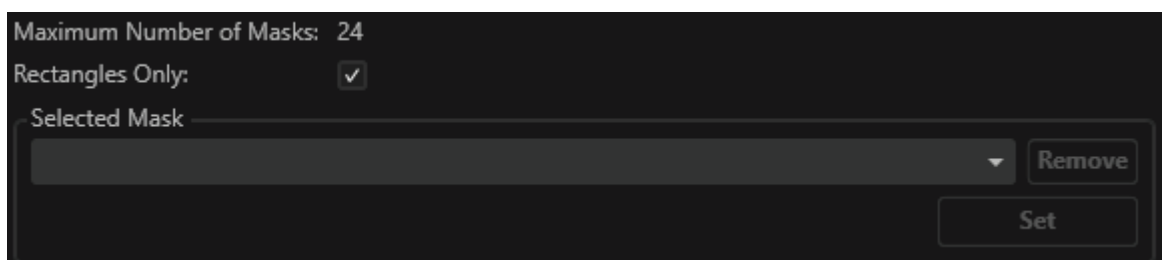 Maximum Number of Masks: 24
Rectangles Only:
Selected Mask
Remove
Set